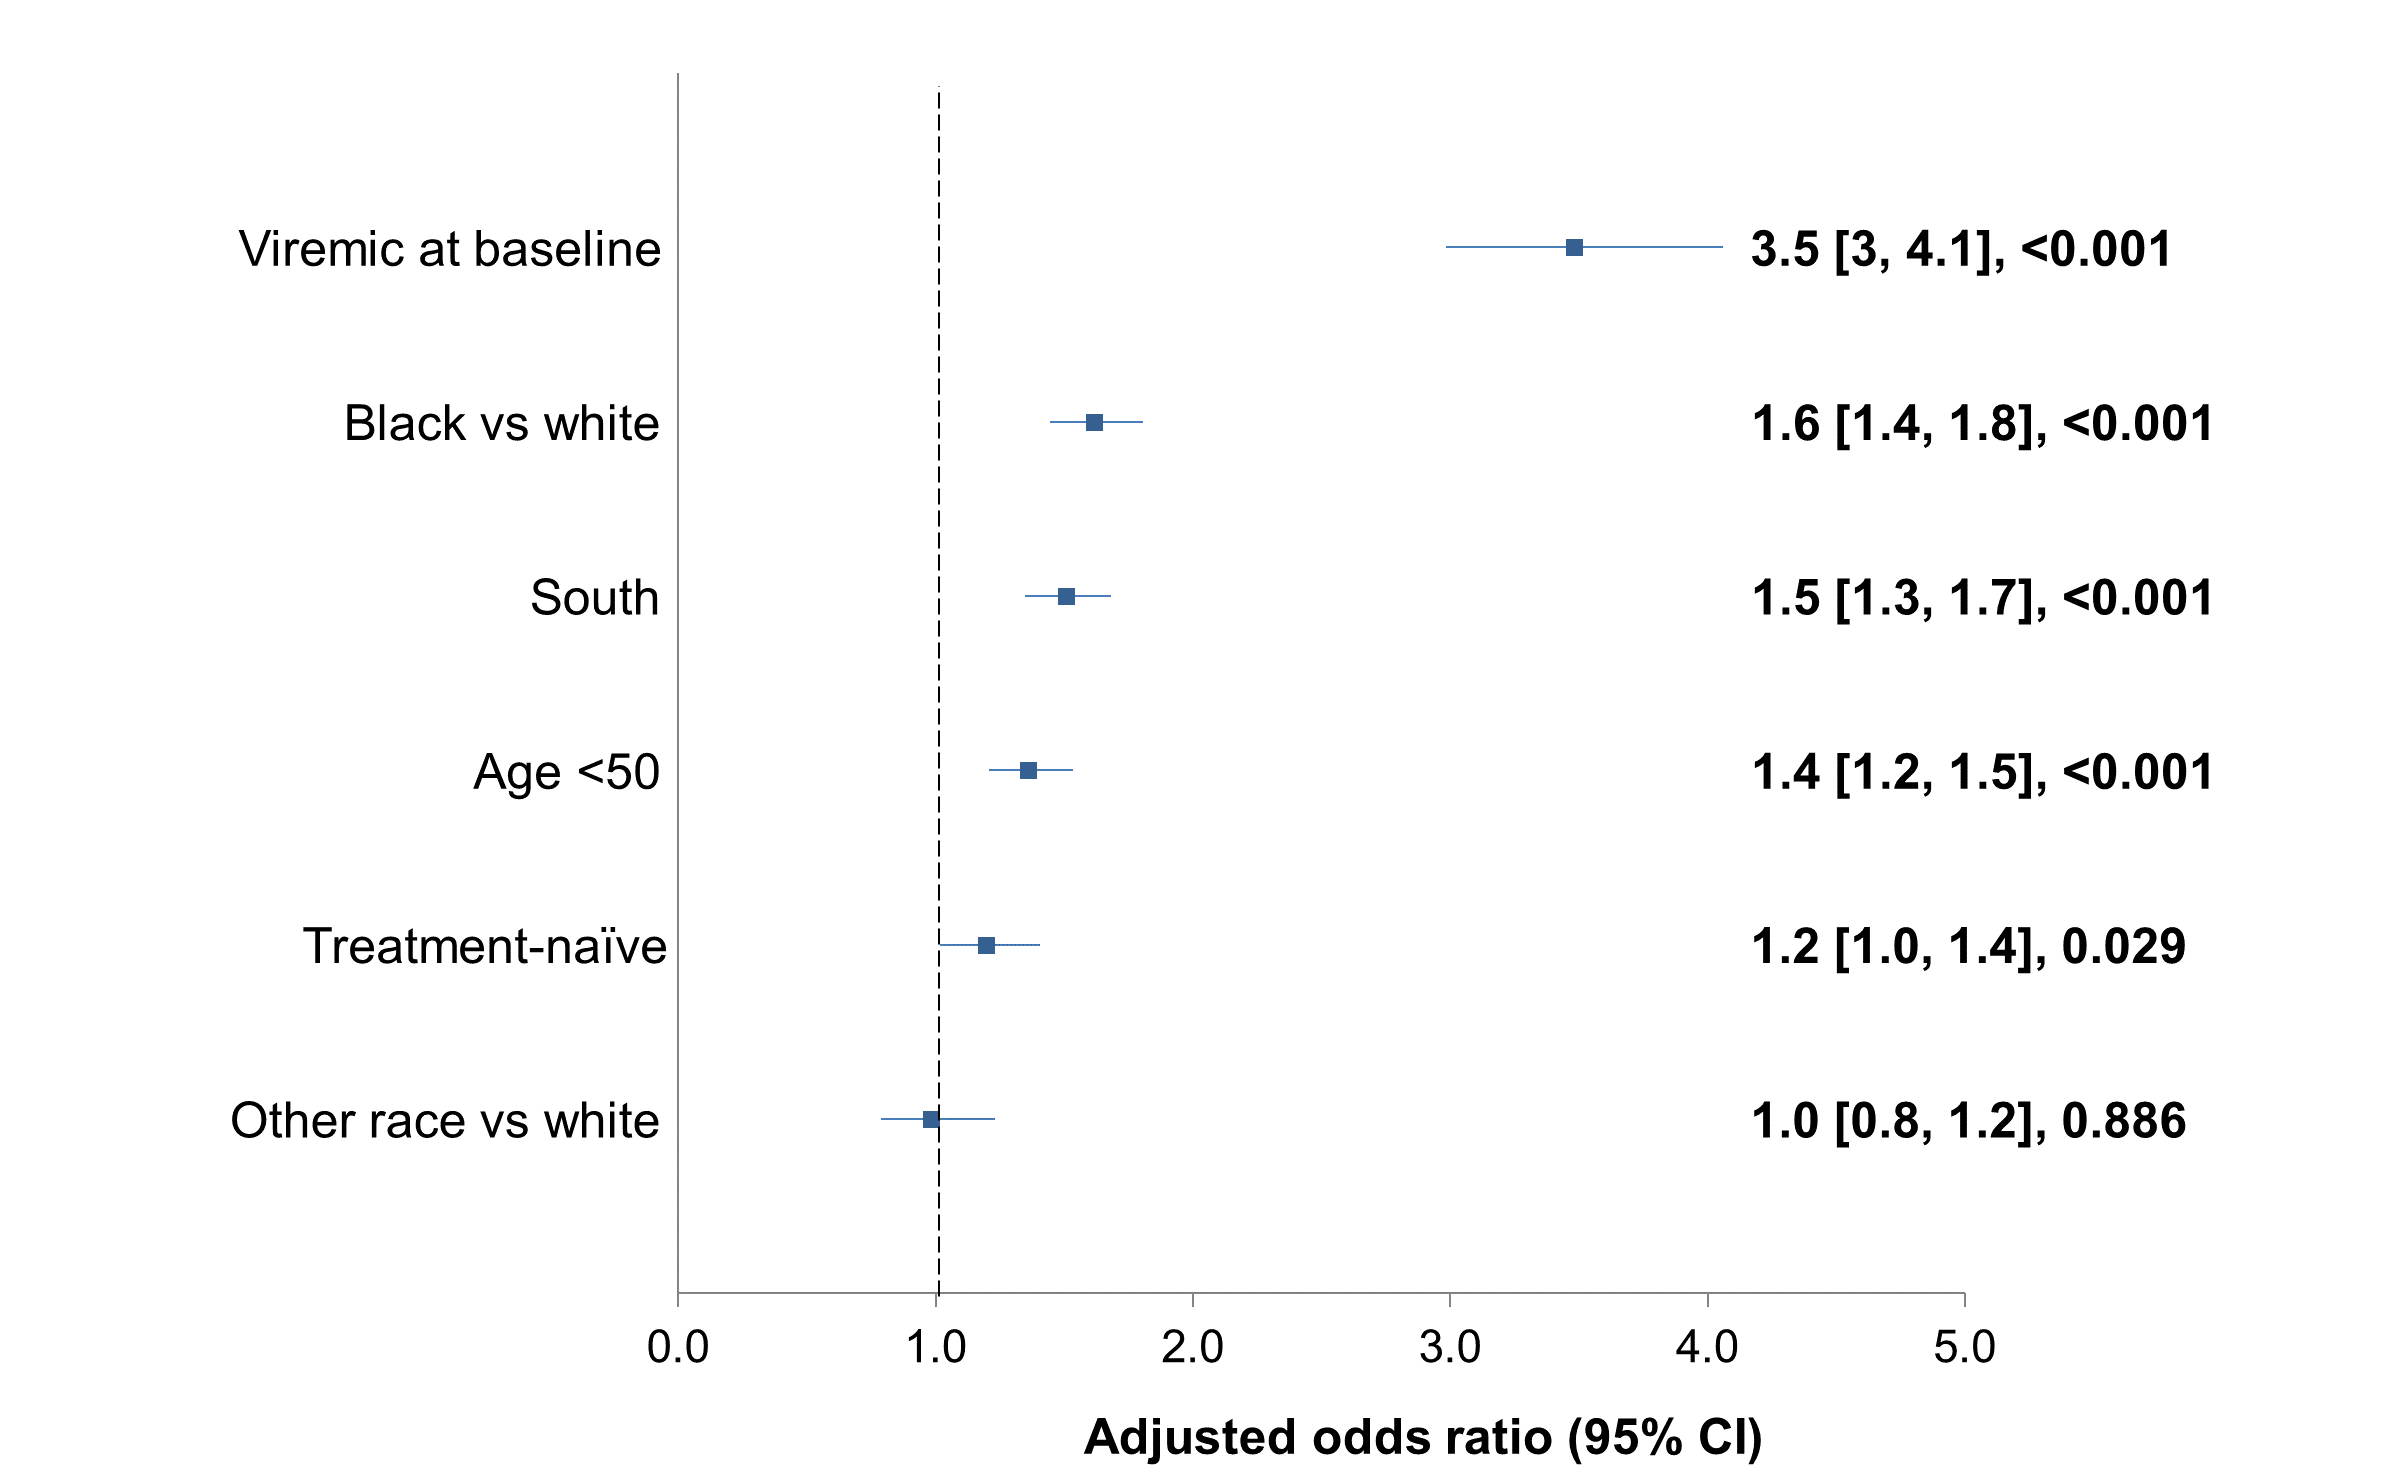 Viremic at baseline 3.5 [3, 4.1], <0.001
Black vs white 1.6 [1.4, 1.8], <0.001
South 1.5 [1.3, 1.7], <0.001
Age <50 1.4 [1.2, 1.5], <0.001
Treatment-naïve 1.2 [1.0, 1.4], 0.029
Other race vs white 1.0 [0.8, 1.2], 0.886
0.0 1.0 2.0 3.0 4.0 5.0
Adjusted odds ratio (95% CI)